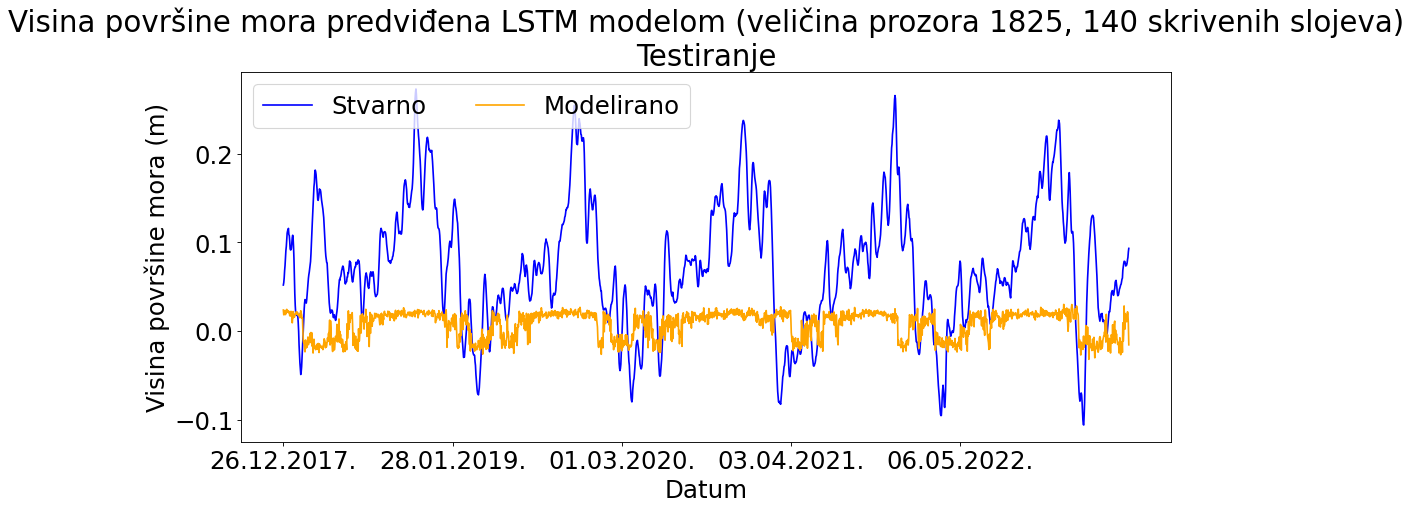 Visina površine mora predviđena LSTM modelom (veličina prozora 1825, 140 skrivenih slojeva)
Testiranje
Stvarno
Modelirano
Visina površine mora (m)
0.2
0.1
0.0
−0.1
26.12.2017.
28.01.2019.
01.03.2020.
03.04.2021.
06.05.2022.
Datum